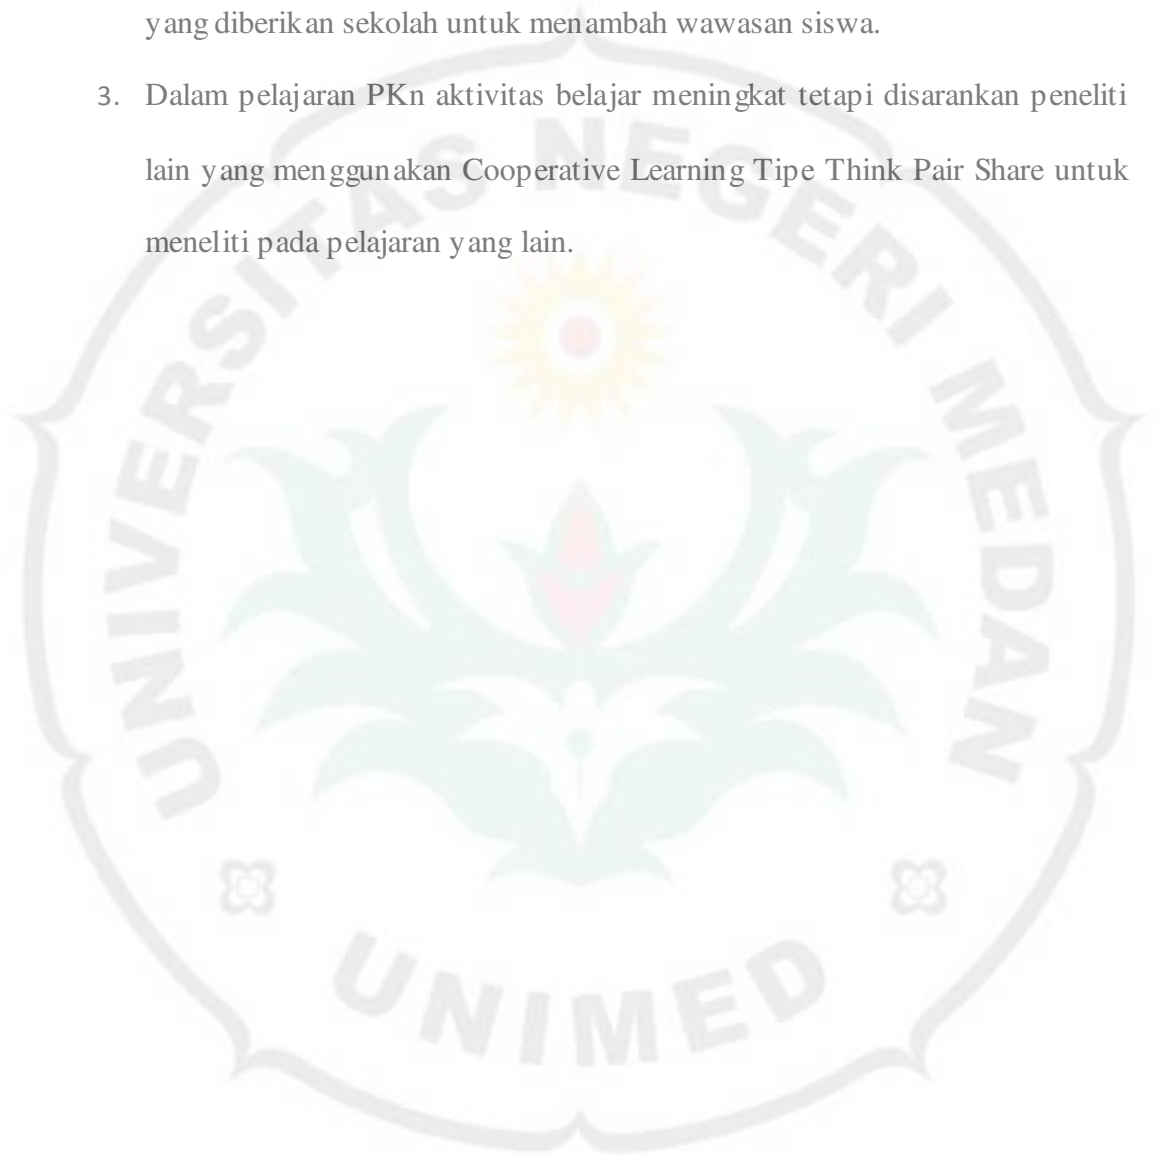 yang diberikan sekolah untuk menambah wawasan siswa.
3. Dalam pelajaran PKn aktivitas belajar meningkat tetapi disarankan peneliti
lain yang menggunakan Cooperative Learning Tipe Think Pair Share untuk
meneliti pada pelajaran yang lain.
UNIVERSITAS NEGERI MEDAN
UNIMED